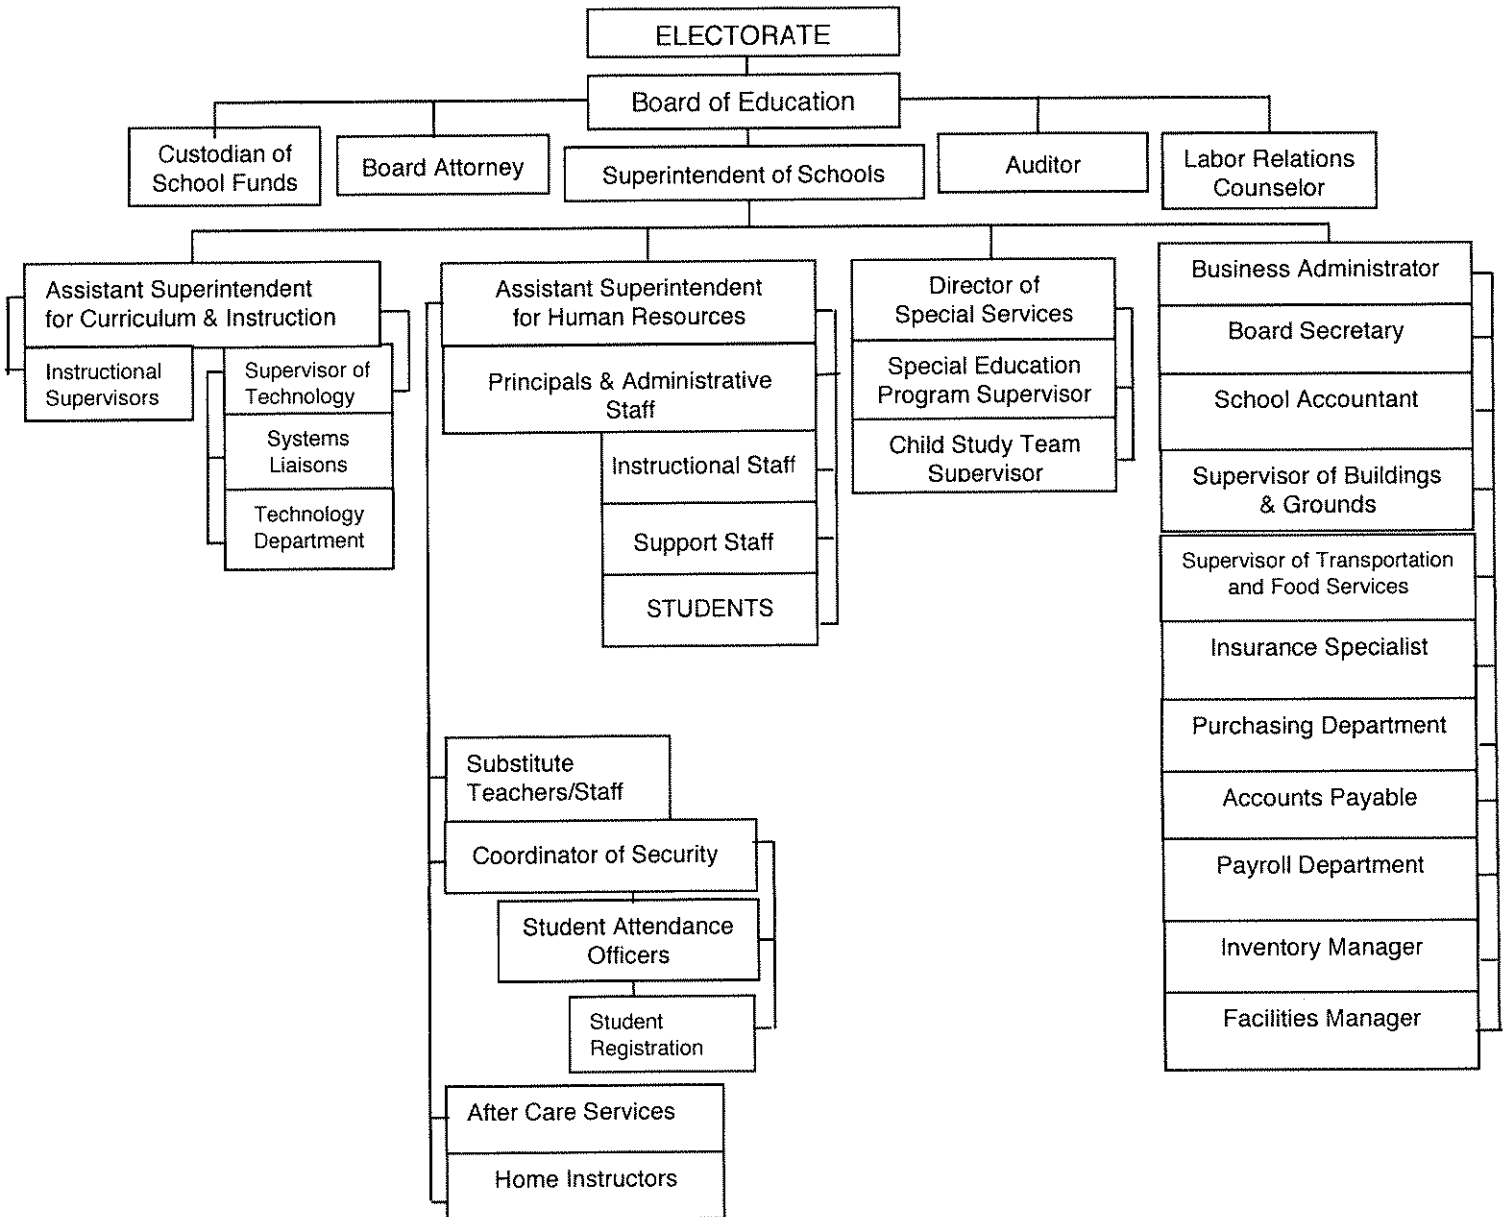 ELECTORATE
Board of Education
Custodian of
School Funds
Board Attorney
Superintendent of Schools
Auditor
Labor Relations
Counselor
Assistant Superintendent
for Curriculum & Instruction
Instructional
Supervisors
Supervisor of
Technology
Systems
Liaisons
Technology
Department
Assistant Superintendent
for Human Resources
Principals & Administrative
Staff
Instructional Staff
Support Staff
STUDENTS
Substitute
Teachers/Staff
Coordinator of Security
Student Attendance
Officers
Student
Registration
After Care Services
Home Instructors
Director of
Special Services
Special Education
Program Supervisor
Child Study Team
Supervisor
Business Administrator
Board Secretary
School Accountant
Supervisor of Buildings
& Grounds
Supervisor of Transportation
and Food Services
Insurance Specialist
Purchasing Department
Accounts Payable
Payroll Department
Inventory Manager
Facilities Manager